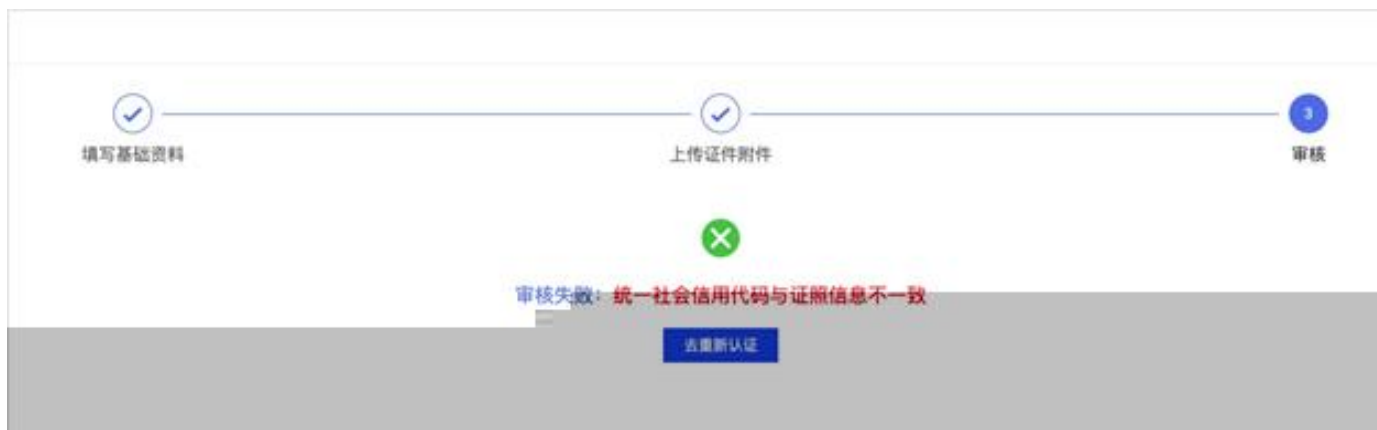 3
填写基础资料
上传证件附件
审核
审核失败：统一社会信用代码与证照信息不一致
去重新认证